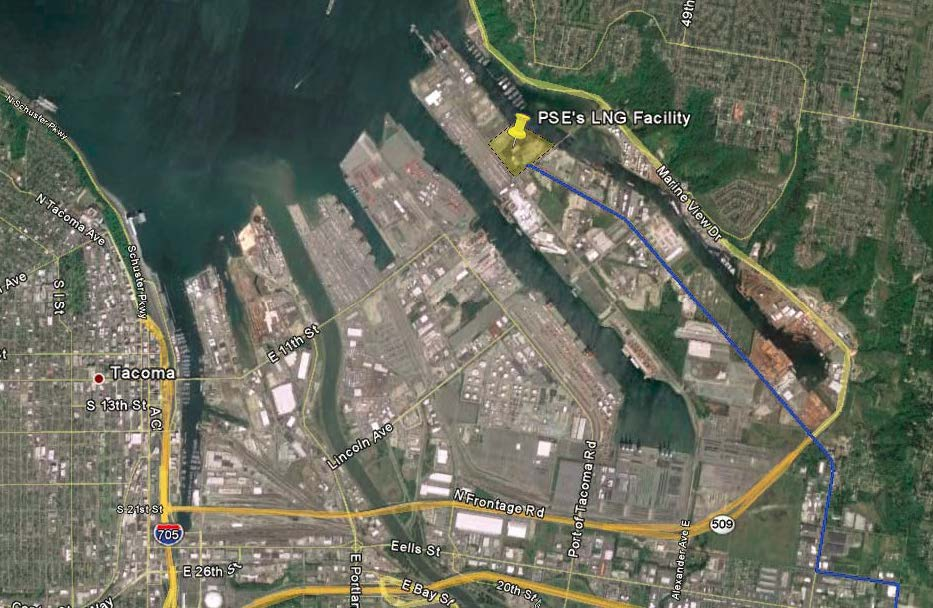 49th
PSE's LNG Facility
N Schuster Pkwy
Marine View Dr
N Tacoma Ave
Schuster Pkwy
Ave
S I St
E 11th St
Tacoma
S 13th St
A C
Lincoln Ave
Port of Tacoma Rd
N Frontage Rd
S 21st St
509
705
Alexander Ave E
Eells St
E 26th St
E Portland
E Bay St
20th St